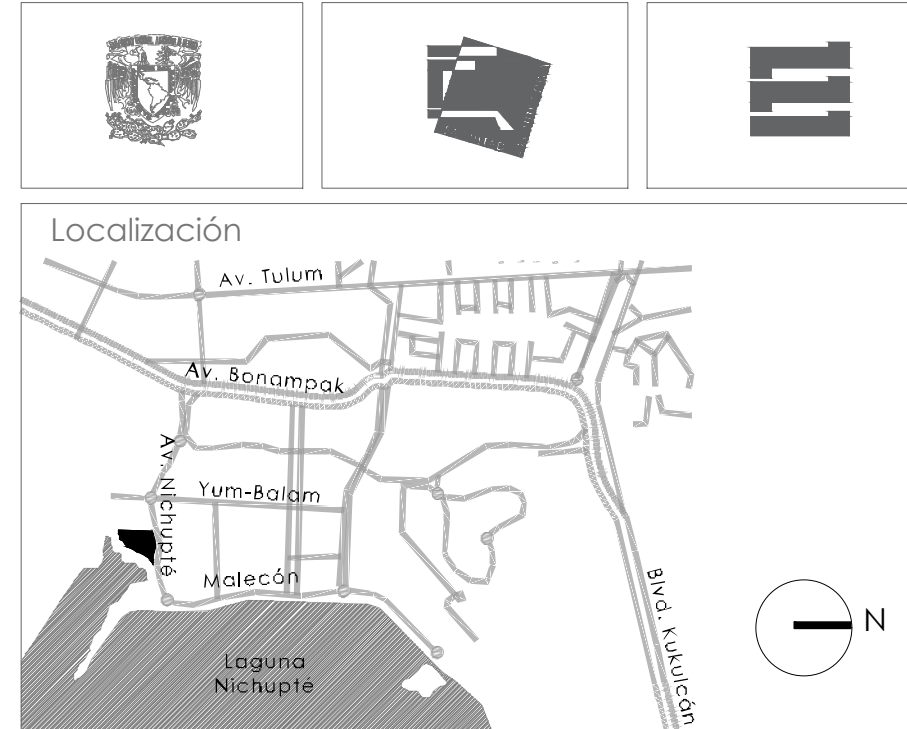 Localización
Av. Tulum
Av. Bonampak
Av. Nichupté
Yum-Balam
Malecón
Blvd. Kukulcán
N
Laguna
Nichupté